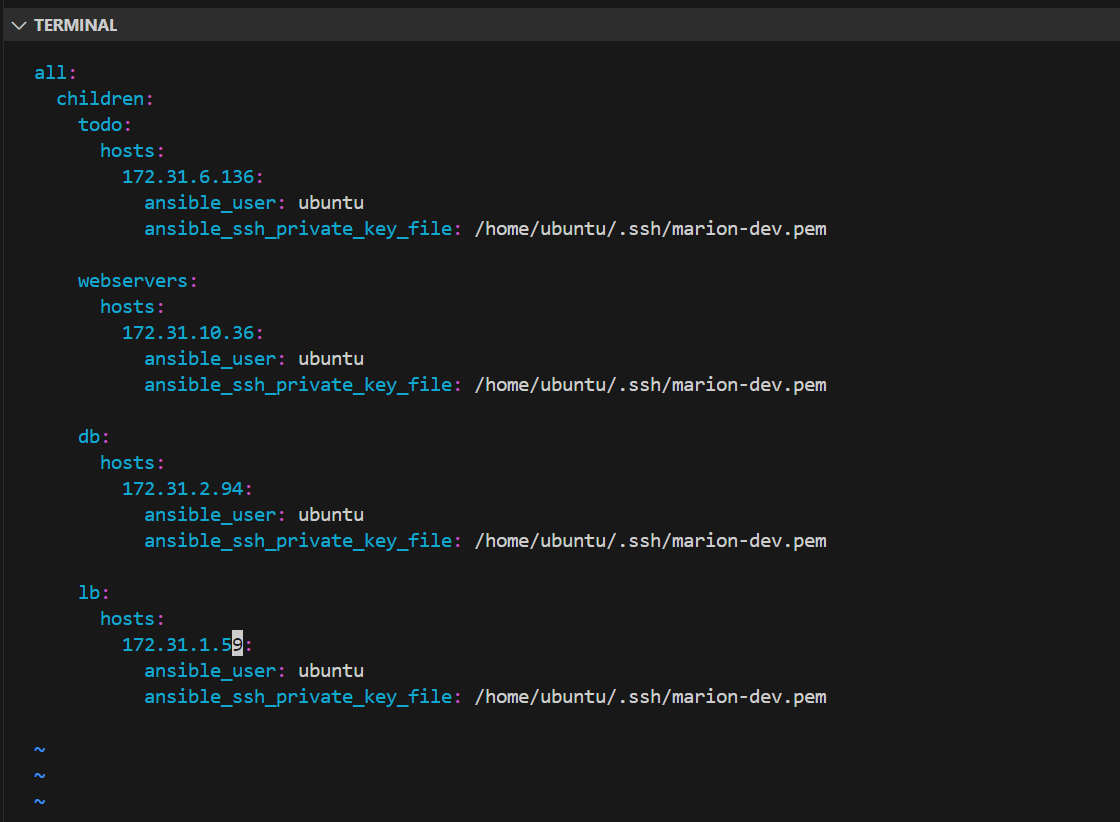 TERMINAL
all:
  children:
    todo:
      hosts:
        172.31.6.136:
          ansible_user: ubuntu
          ansible_ssh_private_key_file: /home/ubuntu/.ssh/marion-dev.pem
    webservers:
      hosts:
        172.31.10.36:
          ansible_user: ubuntu
          ansible_ssh_private_key_file: /home/ubuntu/.ssh/marion-dev.pem
    db:
      hosts:
        172.31.2.94:
          ansible_user: ubuntu
          ansible_ssh_private_key_file: /home/ubuntu/.ssh/marion-dev.pem
    lb:
      hosts:
        172.31.1.59:
          ansible_user: ubuntu
          ansible_ssh_private_key_file: /home/ubuntu/.ssh/marion-dev.pem
~
~
~